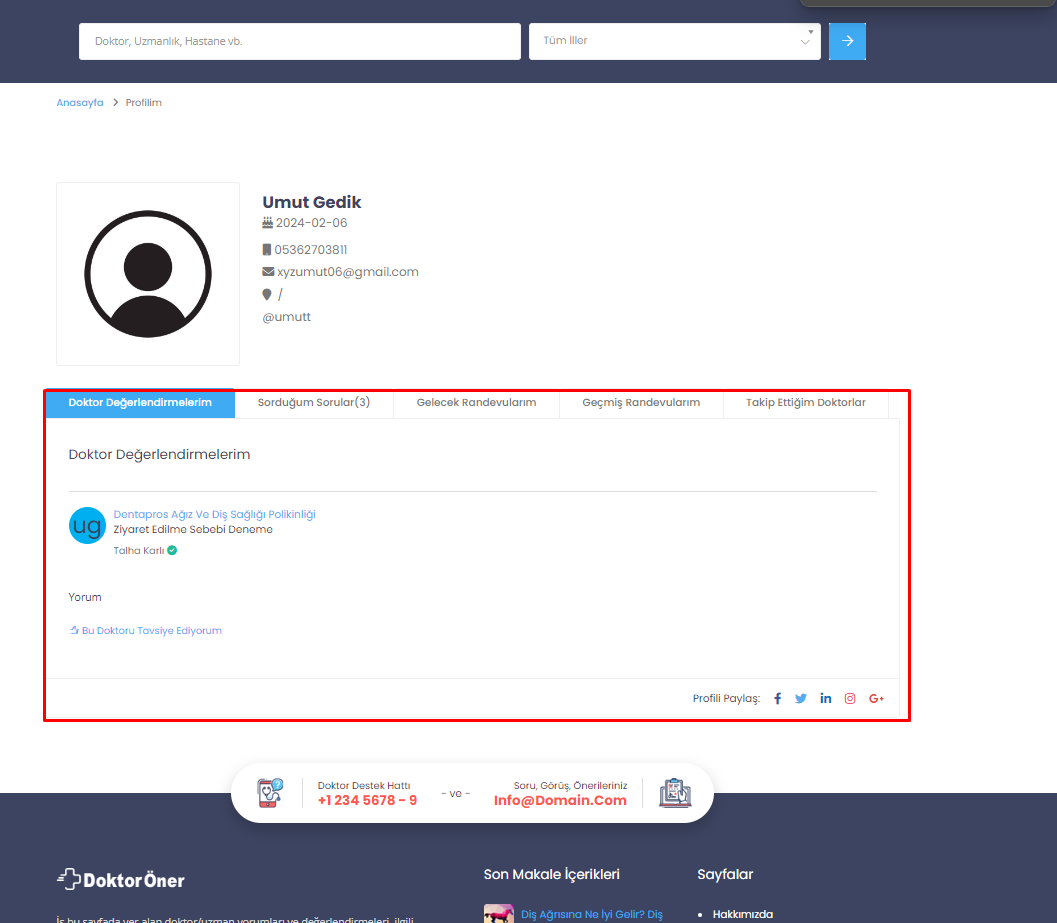 Doktor, Uzmanlık, Hastane vb.
Tüm İller
Anasayfa > Profilim
Umut Gedik
2024-02-06
05362703811
xyzumut06@gmail.com
/
@umutt
Doktor Değerlendirmelerim
Sorduğum Sorular(3)
Gelecek Randevularım
Geçmiş Randevularım
Takip Ettiğim Doktorlar
Doktor Değerlendirmelerim
ug
Dentapros Ağız Ve Diş Sağlığı Polikinliği
Ziyaret Edilme Sebebi Deneme
Talha Karlı
Yorum
Bu Doktoru Tavsiye Ediyorum
Profili Paylaş:
Doktor Destek Hattı
+1 234 5678 - 9
- ve -
Soru, Görüş, Önerileriniz
Info@Domain.Com
Doktor Öner
Son Makale İçerikleri
Sayfalar
Diş Ağrısına Ne İyi Gelir? Diş
Hakkımızda
İş bu sayfada yer alan doktor/uzman yorumları ve değerlendirmeleri, ilgili